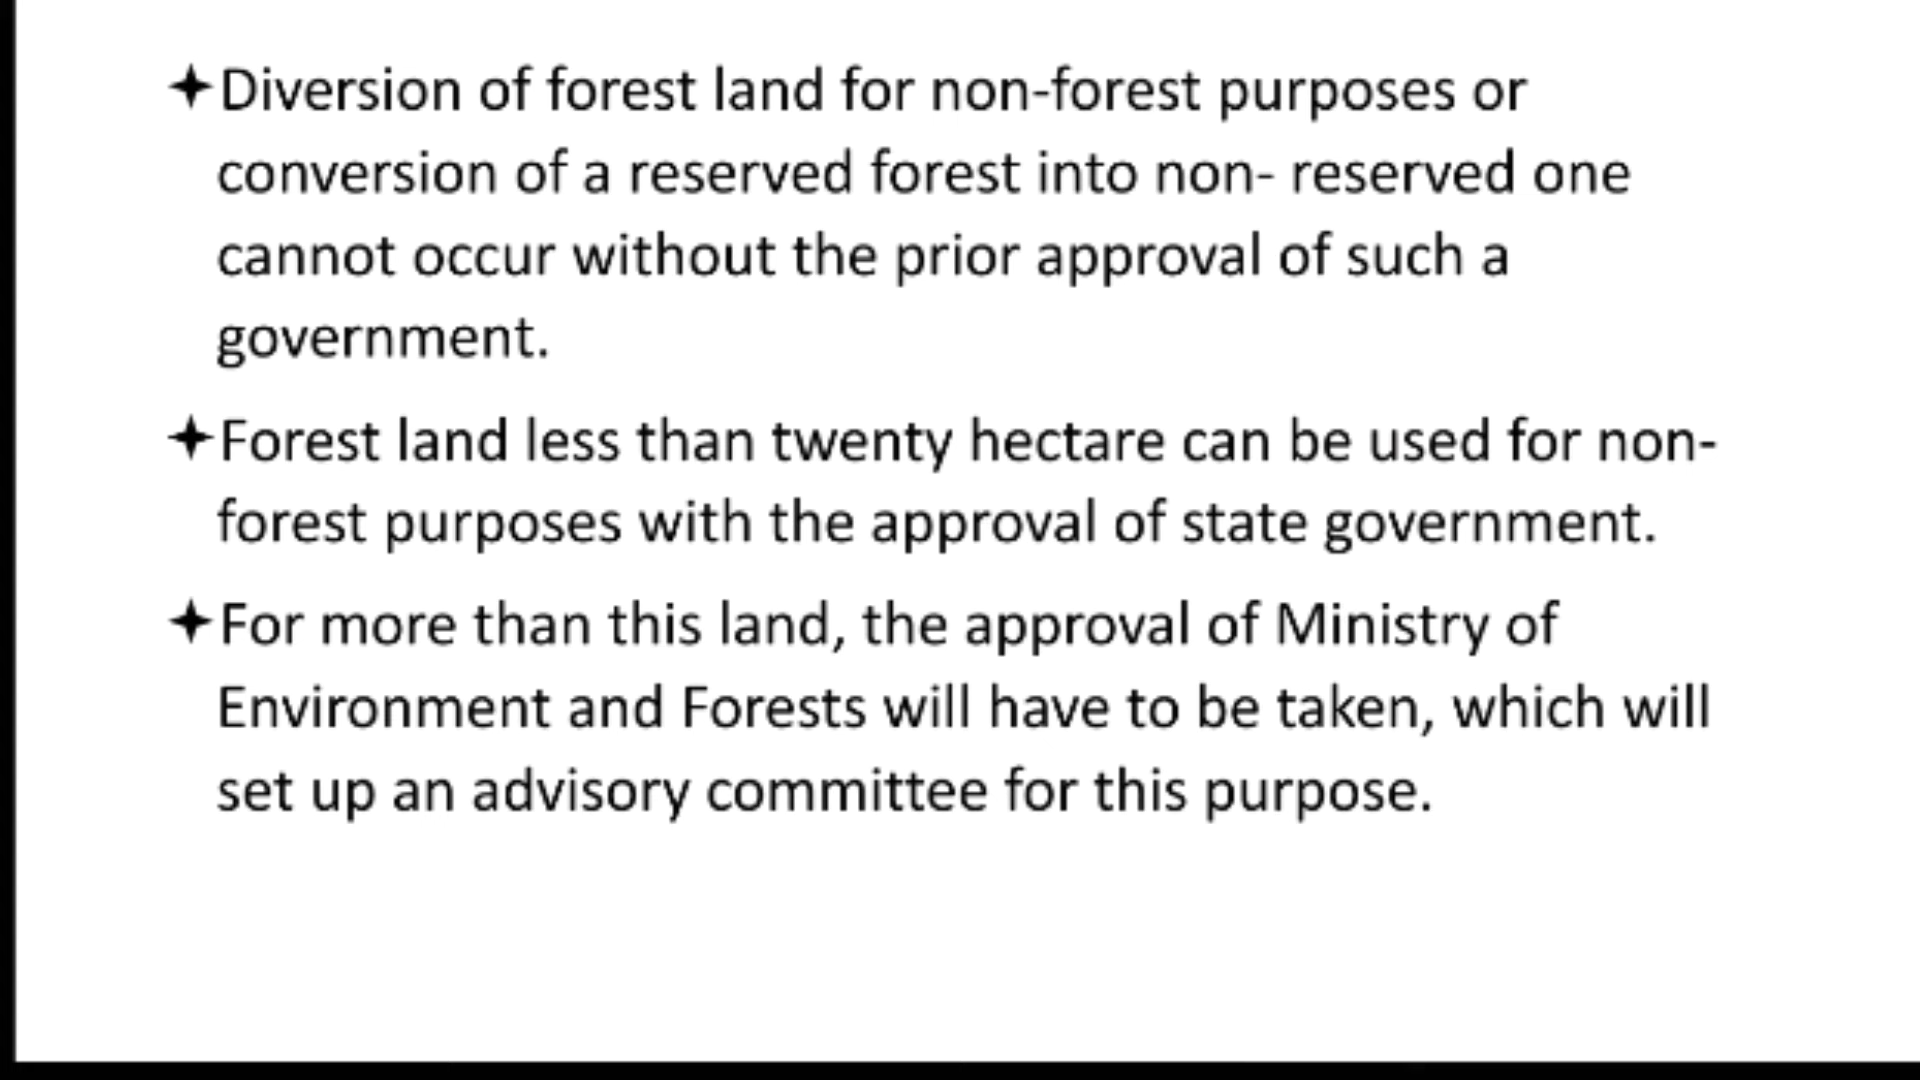 ✦Diversion of forest land for non-forest purposes or
conversion of a reserved forest into non- reserved one
cannot occur without the prior approval of such a
government.
✦Forest land less than twenty hectare can be used for non-
forest purposes with the approval of state government.
✦For more than this land, the approval of Ministry of
Environment and Forests will have to be taken, which will
set up an advisory committee for this purpose.